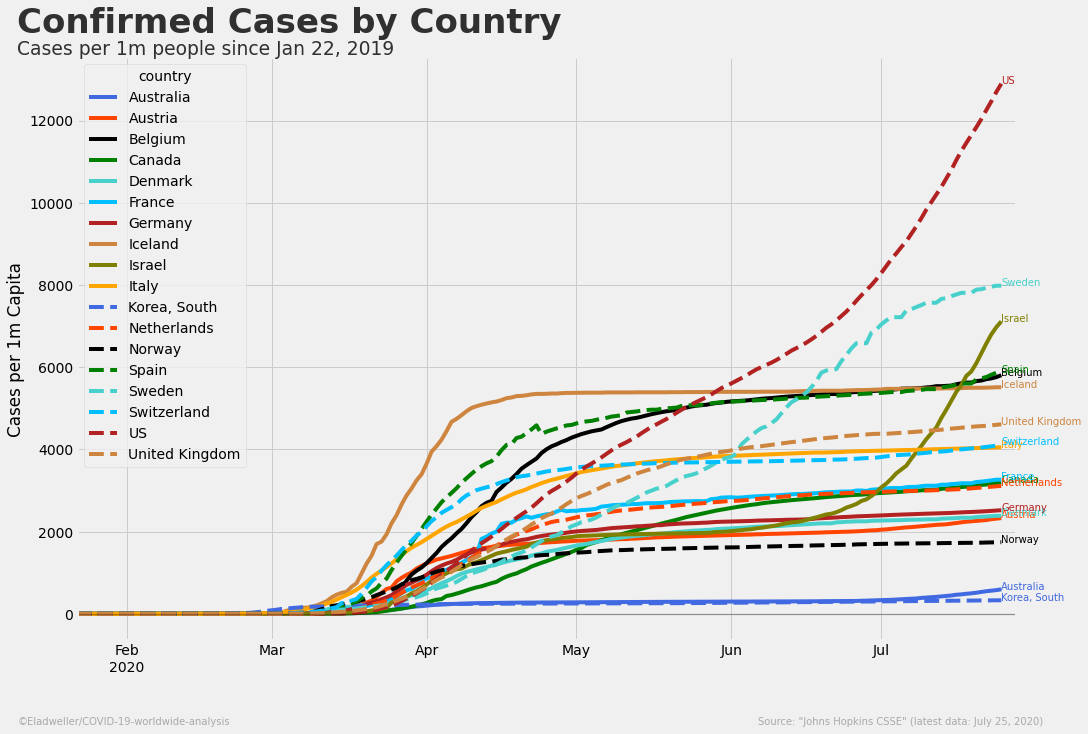 Confirmed Cases by Country
Cases per 1m people since Jan 22, 2019
country
Australia
Austria
Belgium
Canada
Denmark
France
Germany
Iceland
Israel
Italy
Korea, South
Netherlands
Norway
Spain
Sweden
Switzerland
US
United Kingdom
Cases per 1m Capita
12000
10000
8000
6000
4000
2000
0
US
Sweden
Israel
Spain
Belgium
Iceland
United Kingdom
Switzerland
Italy
France
Canada
Netherlands
Germany
Denmark
Austria
Norway
Australia
Korea, South
Feb Mar Apr May Jun Jul
2020
©Eladweller/COVID-19-worldwide-analysis
Source: "Johns Hopkins CSSE" (latest data: July 25, 2020)